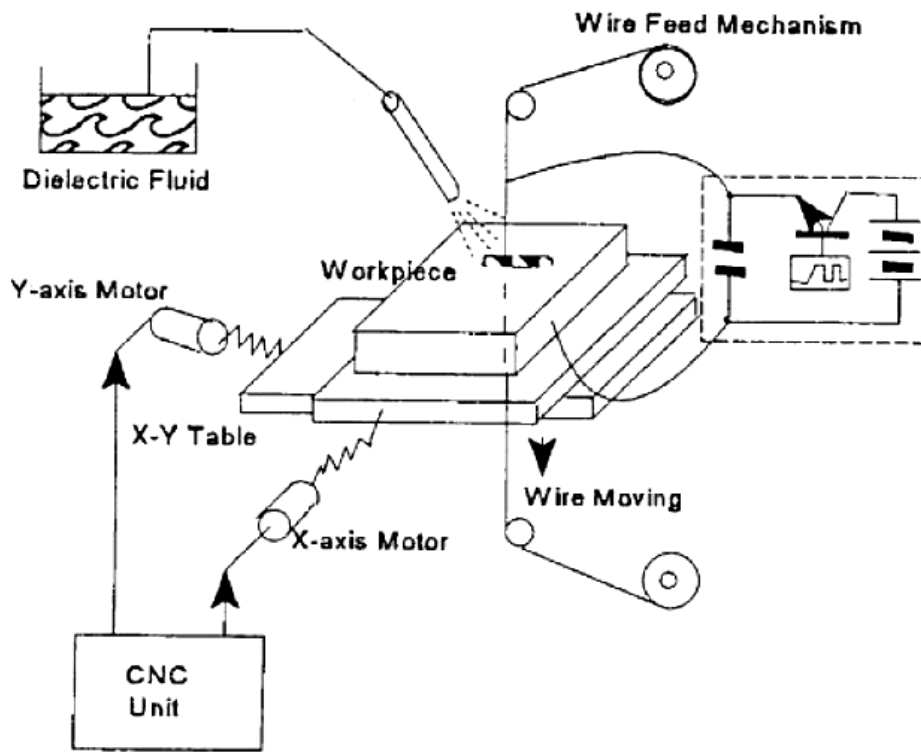 Wire Feed Mechanism
Dielectric Fluid
Workpiece
Y-axis Motor
X-Y Table
Wire Moving
X-axis Motor
CNC
Unit